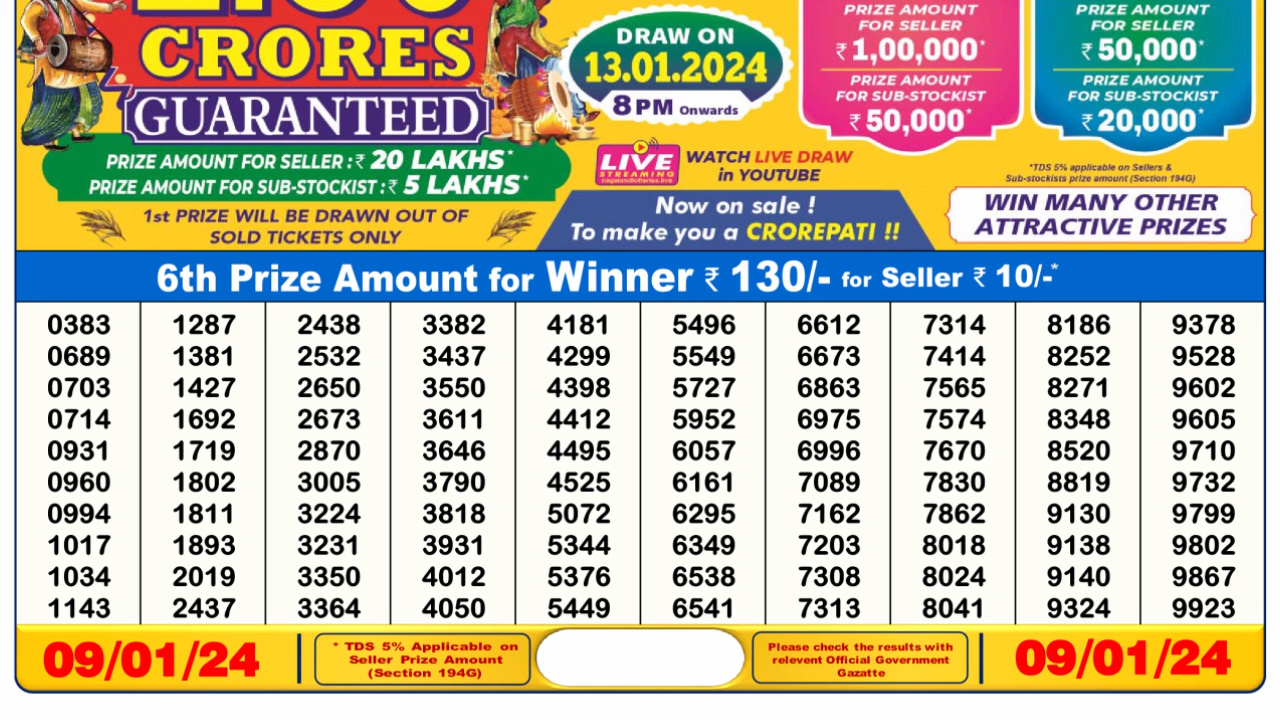 CRORES
GUARANTEED
PRIZE AMOUNT FOR SELLER :₹ 20 LAKHS*
PRIZE AMOUNT FOR SUB-STOCKIST :₹ 5 LAKHS*
1st PRIZE WILL BE DRAWN OUT OF
SOLD TICKETS ONLY
DRAW ON
13.01.2024
8PM Onwards
LIVE
STREAMING
nagalandlotteries.live
WATCH LIVE DRAW
in YOUTUBE
Now on sale !
To make you a CROREPATI !!
PRIZE AMOUNT
FOR SELLER
₹ 1,00,000*
PRIZE AMOUNT
FOR SUB-STOCKIST
₹ 50,000*
PRIZE AMOUNT
FOR SELLER
₹ 50,000*
PRIZE AMOUNT
FOR SUB-STOCKIST
₹ 20,000*
*TDS 5% applicable on Sellers &
Sub-stockists prize amount (Section 194G)
WIN MANY OTHER
ATTRACTIVE PRIZES
6th Prize Amount for Winner ₹ 130/- for Seller ₹ 10/-*
0383 1287 2438 3382 4181 5496 6612 7314 8186 9378
0689 1381 2532 3437 4299 5549 6673 7414 8252 9528
0703 1427 2650 3550 4398 5727 6863 7565 8271 9602
0714 1692 2673 3611 4412 5952 6975 7574 8348 9605
0931 1719 2870 3646 4495 6057 6996 7670 8520 9710
0960 1802 3005 3790 4525 6161 7089 7830 8819 9732
0994 1811 3224 3818 5072 6295 7162 7862 9130 9799
1017 1893 3231 3931 5344 6349 7203 8018 9138 9802
1034 2019 3350 4012 5376 6538 7308 8024 9140 9867
1143 2437 3364 4050 5449 6541 7313 8041 9324 9923
09/01/24
* TDS 5% Applicable on
Seller Prize Amount
(Section 194G)
Please check the results with
relevent Official Government
Gazatte
09/01/24